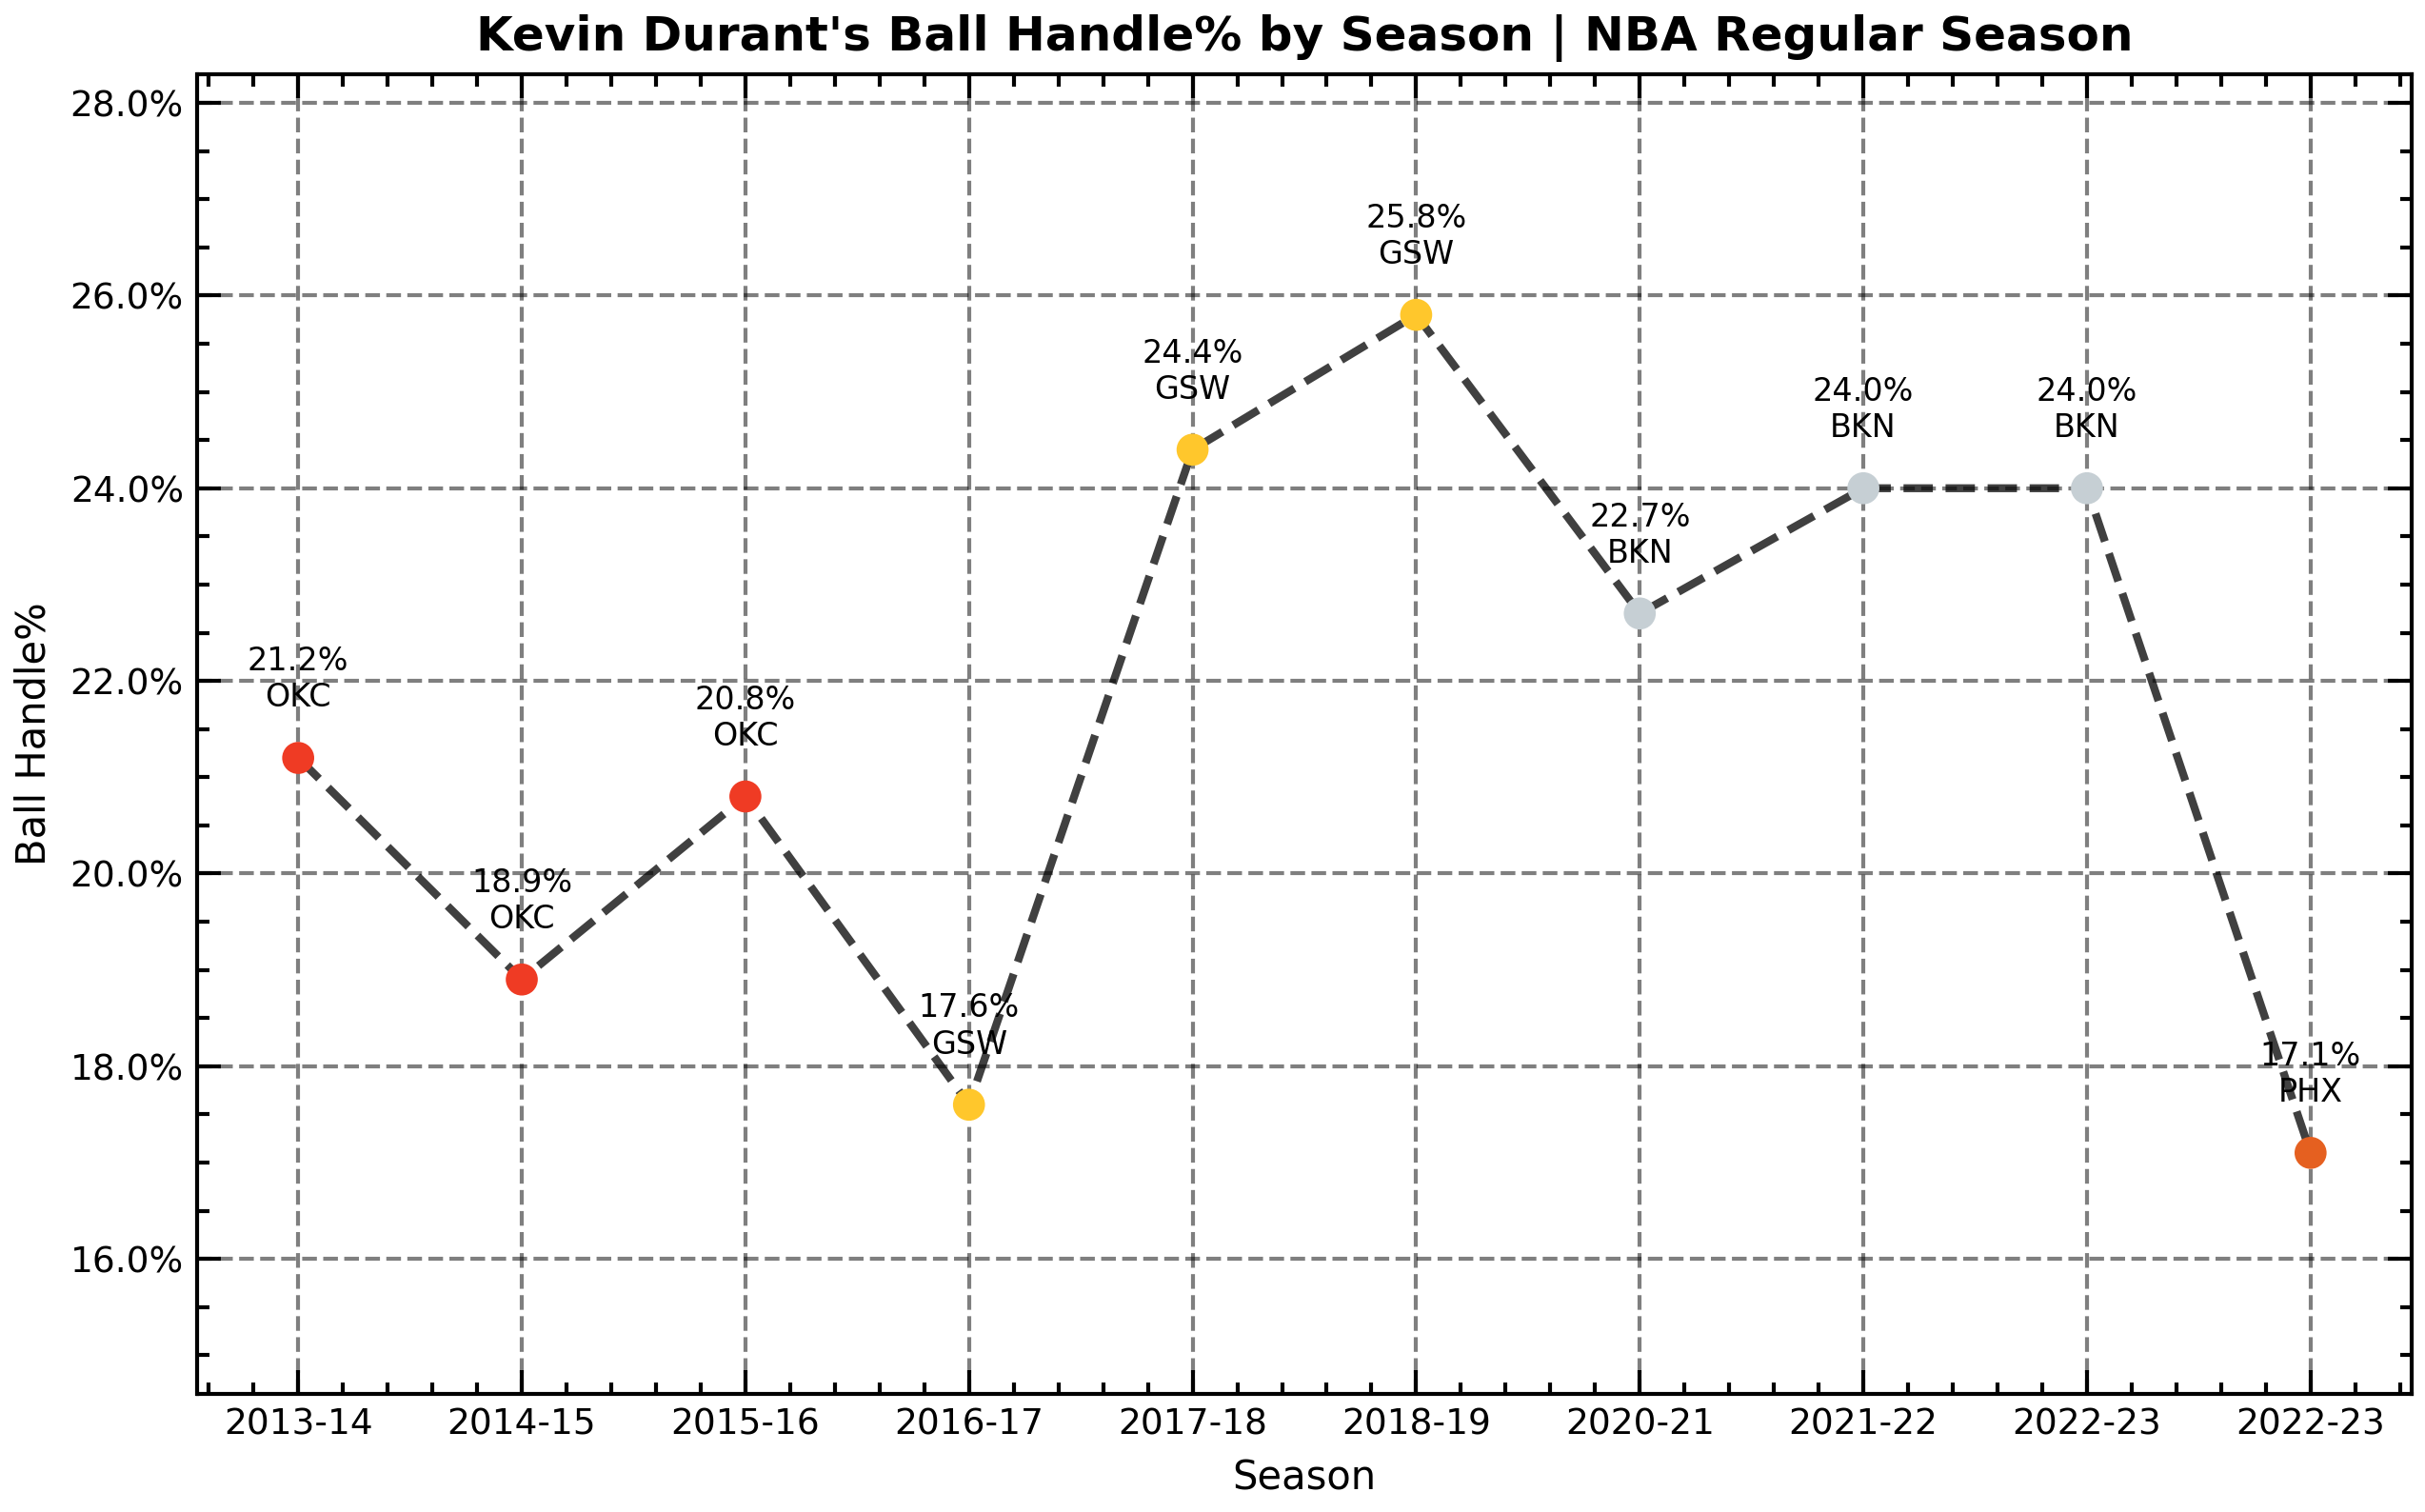 Kevin Durant's Ball Handle% by Season | NBA Regular Season
28.0%
26.0%
24.0%
22.0%
20.0%
18.0%
16.0%
Ball Handle%
21.2%
OKC
18.9%
OKC
20.8%
OKC
17.6%
GSW
24.4%
GSW
25.8%
GSW
22.7%
BKN
24.0%
BKN
24.0%
BKN
17.1%
PHX
2013-14
2014-15
2015-16
2016-17
2017-18
2018-19
2020-21
2021-22
2022-23
2022-23
Season